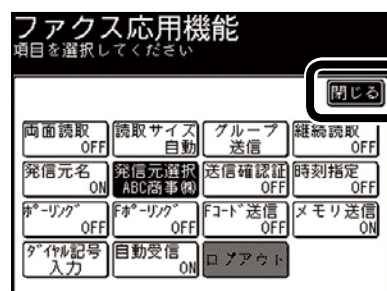 ファクス応用機能
項目を選択してください
閉じる
両面読取 OFF
読取サイズ 自動
グループ 送信
継続読取 OFF
発信元名 ON
発信元選択 ABC商事㈱
送信確認証 OFF
時刻指定 OFF
ポーリング OFF
Fポーリング OFF
Fコード送信 OFF
メモリ送信 ON
ダイヤル記号 入力
自動受信 ON
ログアウト